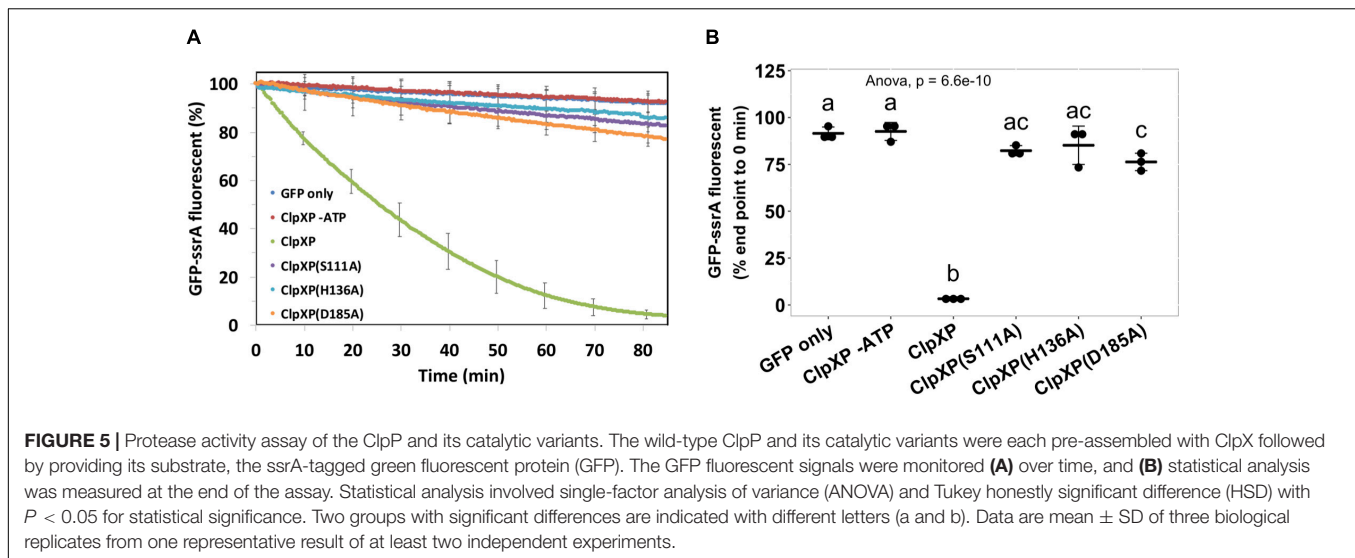 A
GFP-ssrA fluorescent (%)
100
80
60
40
20
0
GFP only
ClpXP -ATP
ClpXP
ClpXP(S111A)
ClpXP(H136A)
ClpXP(D185A)
0 10 20 30 40 50 60 70 80
Time (min)
B
GFP-ssrA fluorescent
(% end point to 0 min)
125
100
75
50
25
0
Anova, p = 6.6e-10
a a b ac ac c
GFP only
ClpXP -ATP
ClpXP
ClpXP(S111A)
ClpXP(H136A)
ClpXP(D185A)
FIGURE 5 | Protease activity assay of the ClpP and its catalytic variants. The wild-type ClpP and its catalytic variants were each pre-assembled with ClpX followed
by providing its substrate, the ssrA-tagged green fluorescent protein (GFP). The GFP fluorescent signals were monitored (A) over time, and (B) statistical analysis
was measured at the end of the assay. Statistical analysis involved single-factor analysis of variance (ANOVA) and Tukey honestly significant difference (HSD) with
P < 0.05 for statistical significance. Two groups with significant differences are indicated with different letters (a and b). Data are mean ± SD of three biological
replicates from one representative result of at least two independent experiments.